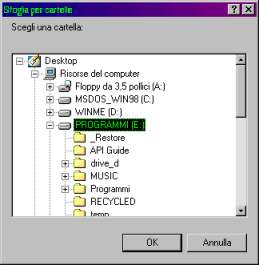 Sfoglia per cartelle
Scegli una cartella:
Desktop
Risorse del computer
Floppy da 3,5 pollici (A:)
MSDOS_WIN98 (C:)
WINME (D:)
PROGRAMMI (E:)
_Restore
API Guide
drive_d
MUSIC
Programmi
RECYCLED
temp
OK
Annulla